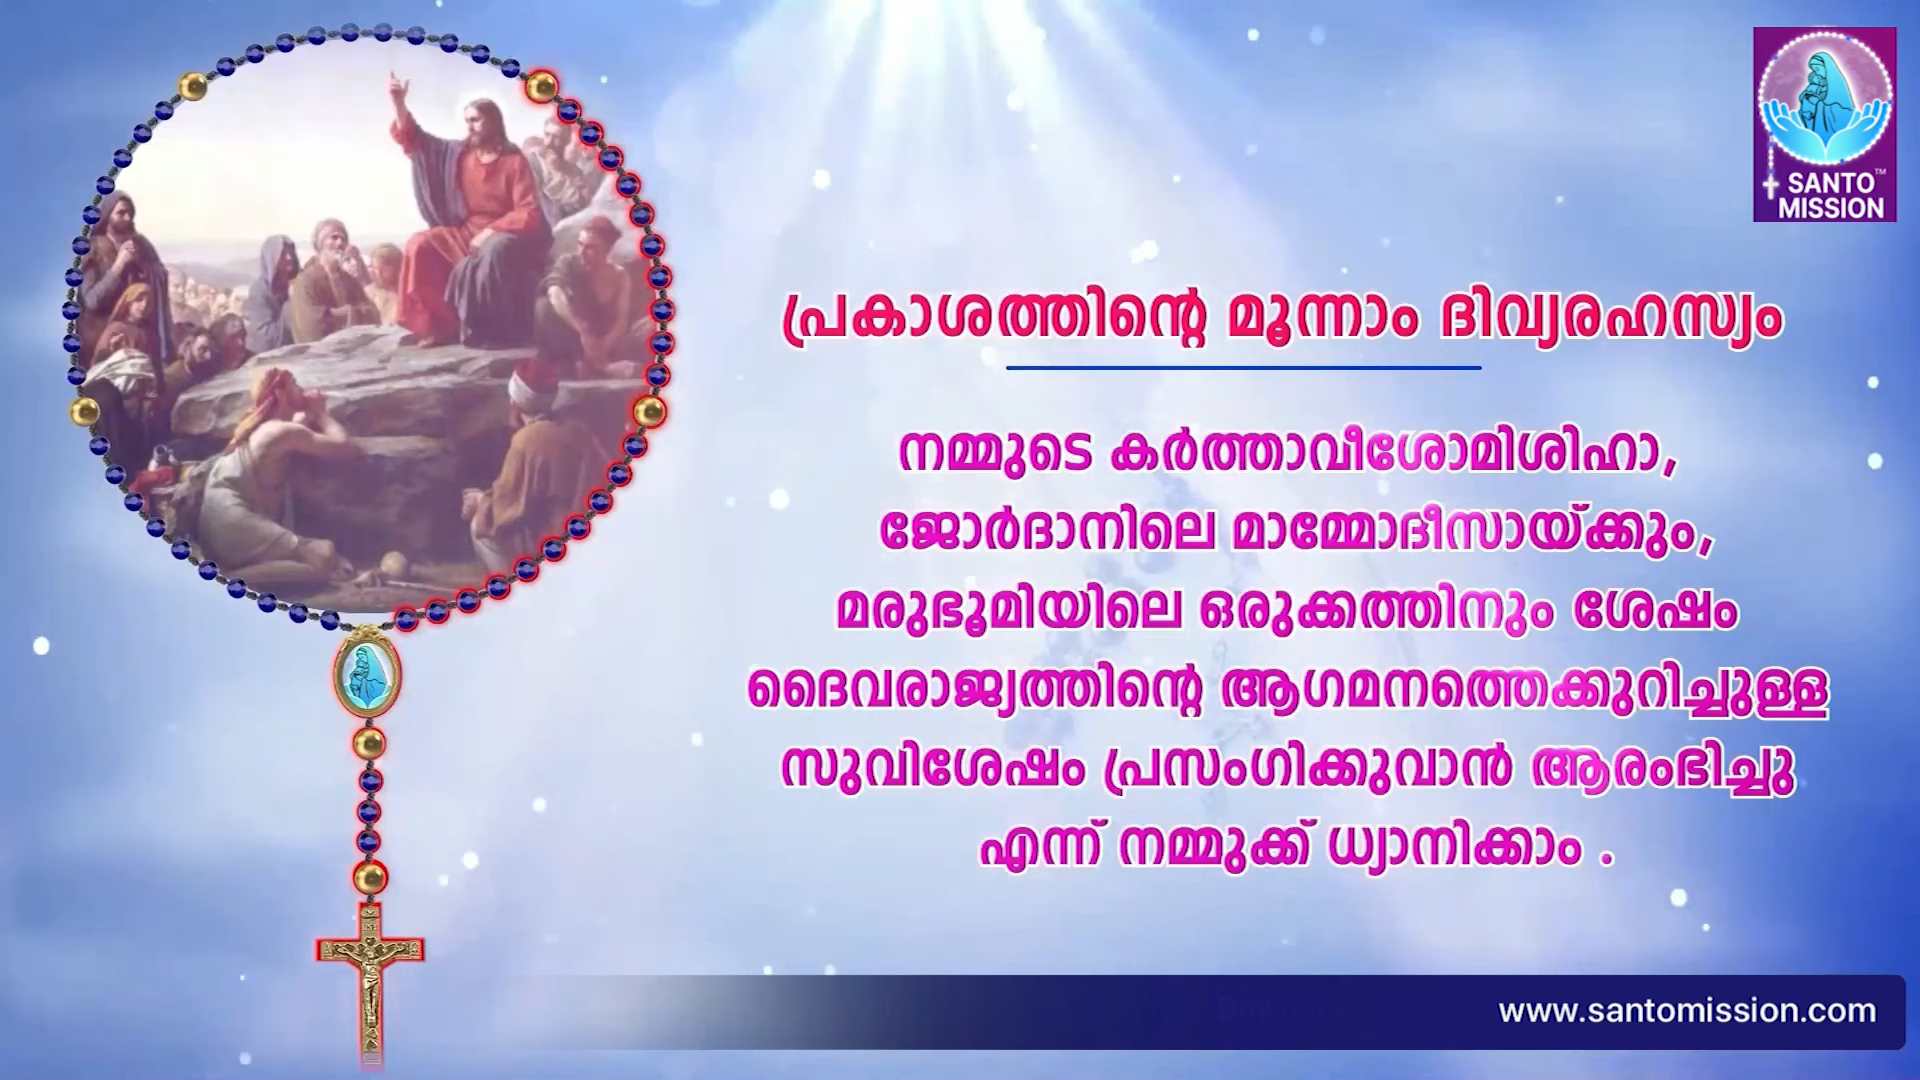 SANTO™
MISSION
പ്രകാശത്തിന്റെ മൂന്നാം ദിവ്യരഹസ്യം
നമ്മുടെ കർത്താവീശോമിശിഹാ,
ജോർദാനിലെ മാമ്മോദീസായ്ക്കും,
മരുഭൂമിയിലെ ഒരുക്കത്തിനും ശേഷം
ദൈവരാജ്യത്തിന്റെ ആഗമനത്തെക്കുറിച്ചുള്ള
സുവിശേഷം പ്രസംഗിക്കുവാൻ ആരംഭിച്ചു
എന്ന് നമ്മുക്ക് ധ്യാനിക്കാം .
www.santomission.com